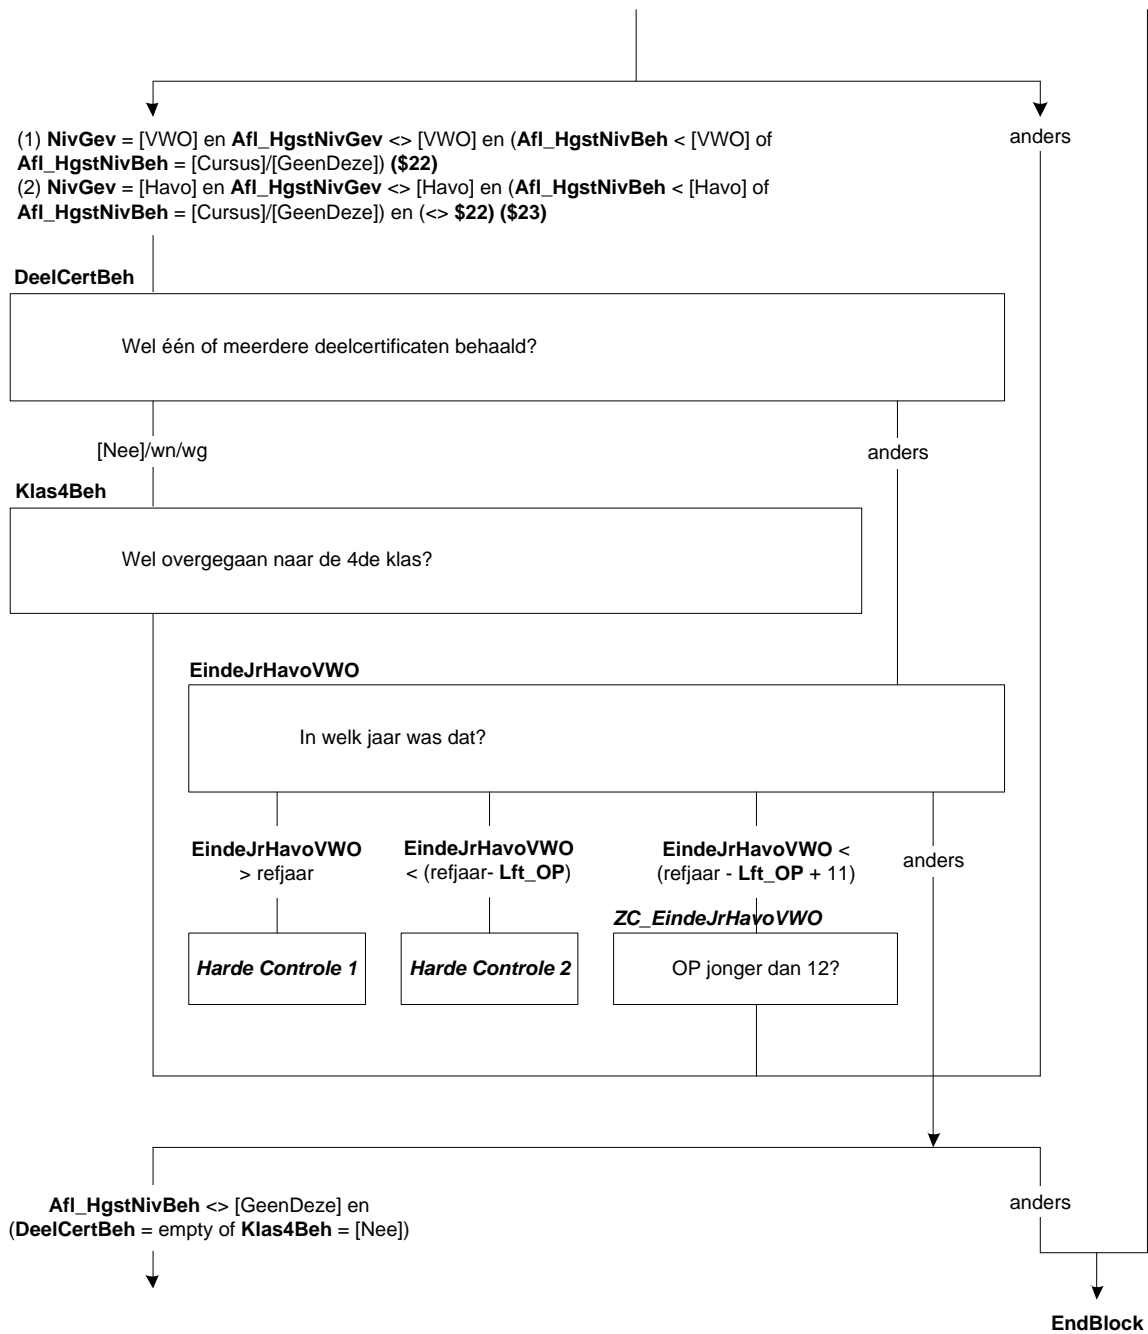 (1) NivGev = [VWO] en Afl_HgstNivGev <> [VWO] en (Afl_HgstNivBeh < [VWO] of
Afl_HgstNivBeh = [Cursus]/[GeenDeze]) ($22)
(2) NivGev = [Havo] en Afl_HgstNivGev <> [Havo] en (Afl_HgstNivBeh < [Havo] of
Afl_HgstNivBeh = [Cursus]/[GeenDeze]) en (<> $22) ($23)
anders
DeelCertBeh
Wel één of meerdere deelcertificaten behaald?
[Nee]/wn/wg
anders
Klas4Beh
Wel overgegaan naar de 4de klas?
EindeJrHavoVWO
In welk jaar was dat?
EindeJrHavoVWO
> refjaar
EindeJrHavoVWO
< (refjaar- Lft_OP)
EindeJrHavoVWO <
(refjaar - Lft_OP + 11)
anders
ZC_EindeJrHavoVWO
Harde Controle 1
Harde Controle 2
OP jonger dan 12?
Afl_HgstNivBeh <> [GeenDeze] en
(DeelCertBeh = empty of Klas4Beh = [Nee])
anders
EndBlock